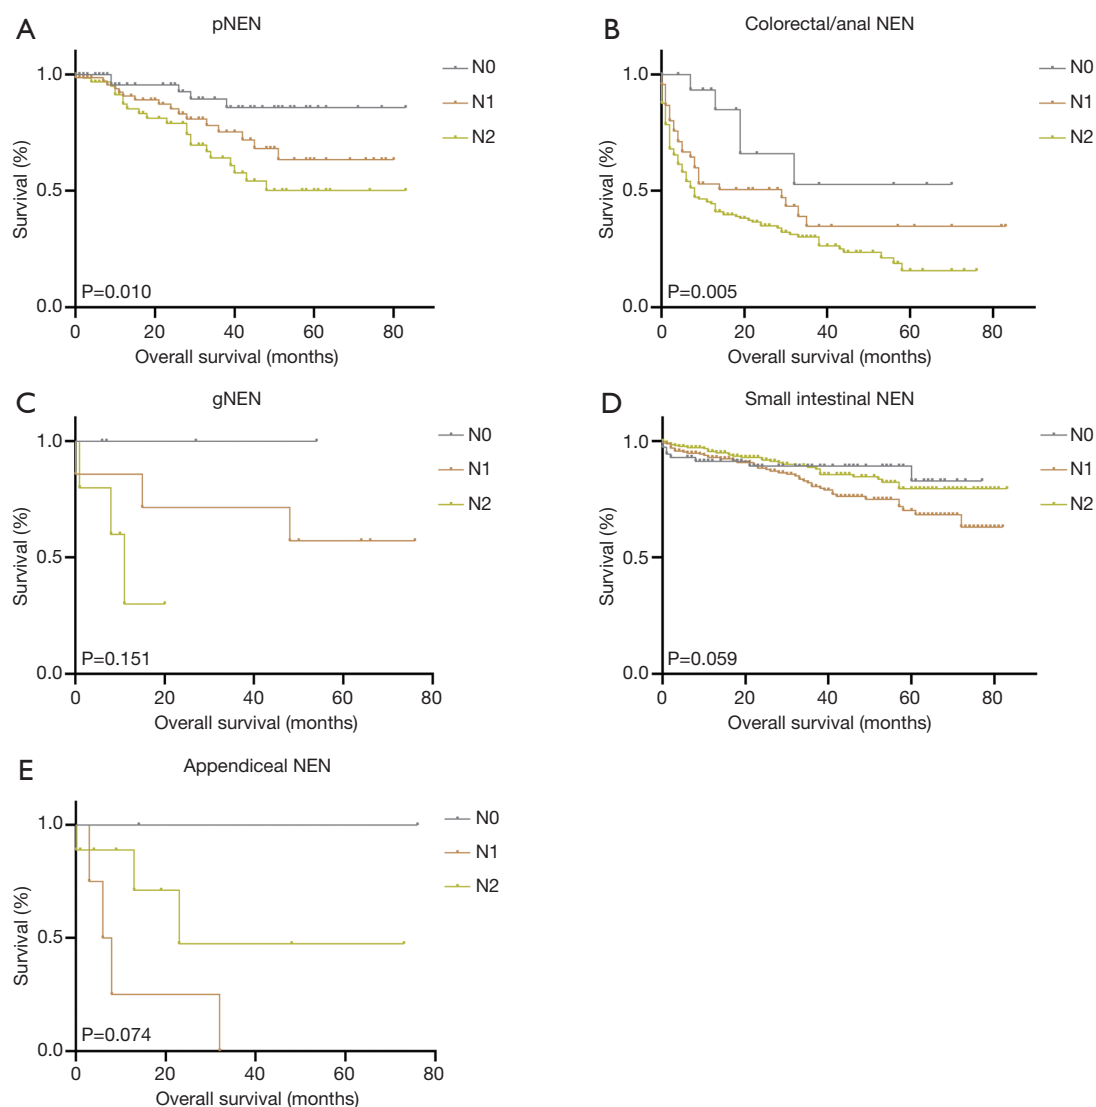 A
pNEN
1.0
0.5
0.0
Survival (%)
P=0.010
0 20 40 60 80
Overall survival (months)
N0
N1
N2
B
Colorectal/anal NEN
1.0
0.5
0.0
Survival (%)
P=0.005
0 20 40 60 80
Overall survival (months)
N0
N1
N2
C
gNEN
1.0
0.5
0.0
Survival (%)
P=0.151
0 20 40 60 80
Overall survival (months)
N0
N1
N2
D
Small intestinal NEN
1.0
0.5
0.0
Survival (%)
P=0.059
0 20 40 60 80
Overall survival (months)
N0
N1
N2
E
Appendiceal NEN
1.0
0.5
0.0
Survival (%)
P=0.074
0 20 40 60 80
Overall survival (months)
N0
N1
N2